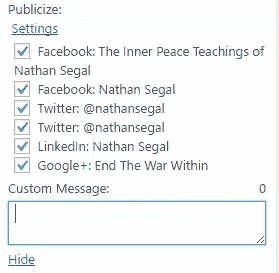 Publicize:
Settings
Facebook: The Inner Peace Teachings of
Nathan Segal
Facebook: Nathan Segal
Twitter: @nathansegal
Twitter: @nathansegal
LinkedIn: Nathan Segal
Google+: End The War Within
Custom Message: 0
Hide